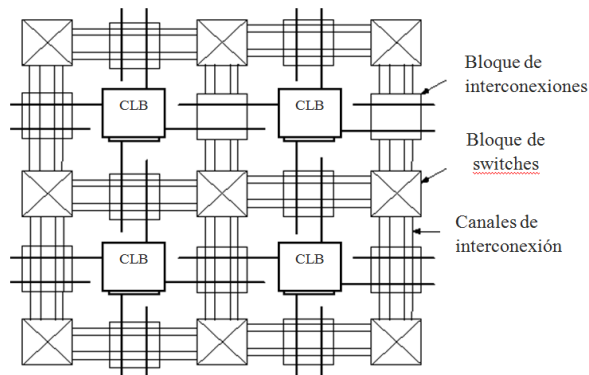 Bloque de
interconexiones
CLB
CLB
Bloque de
switches
Canales de
interconexión
CLB
CLB